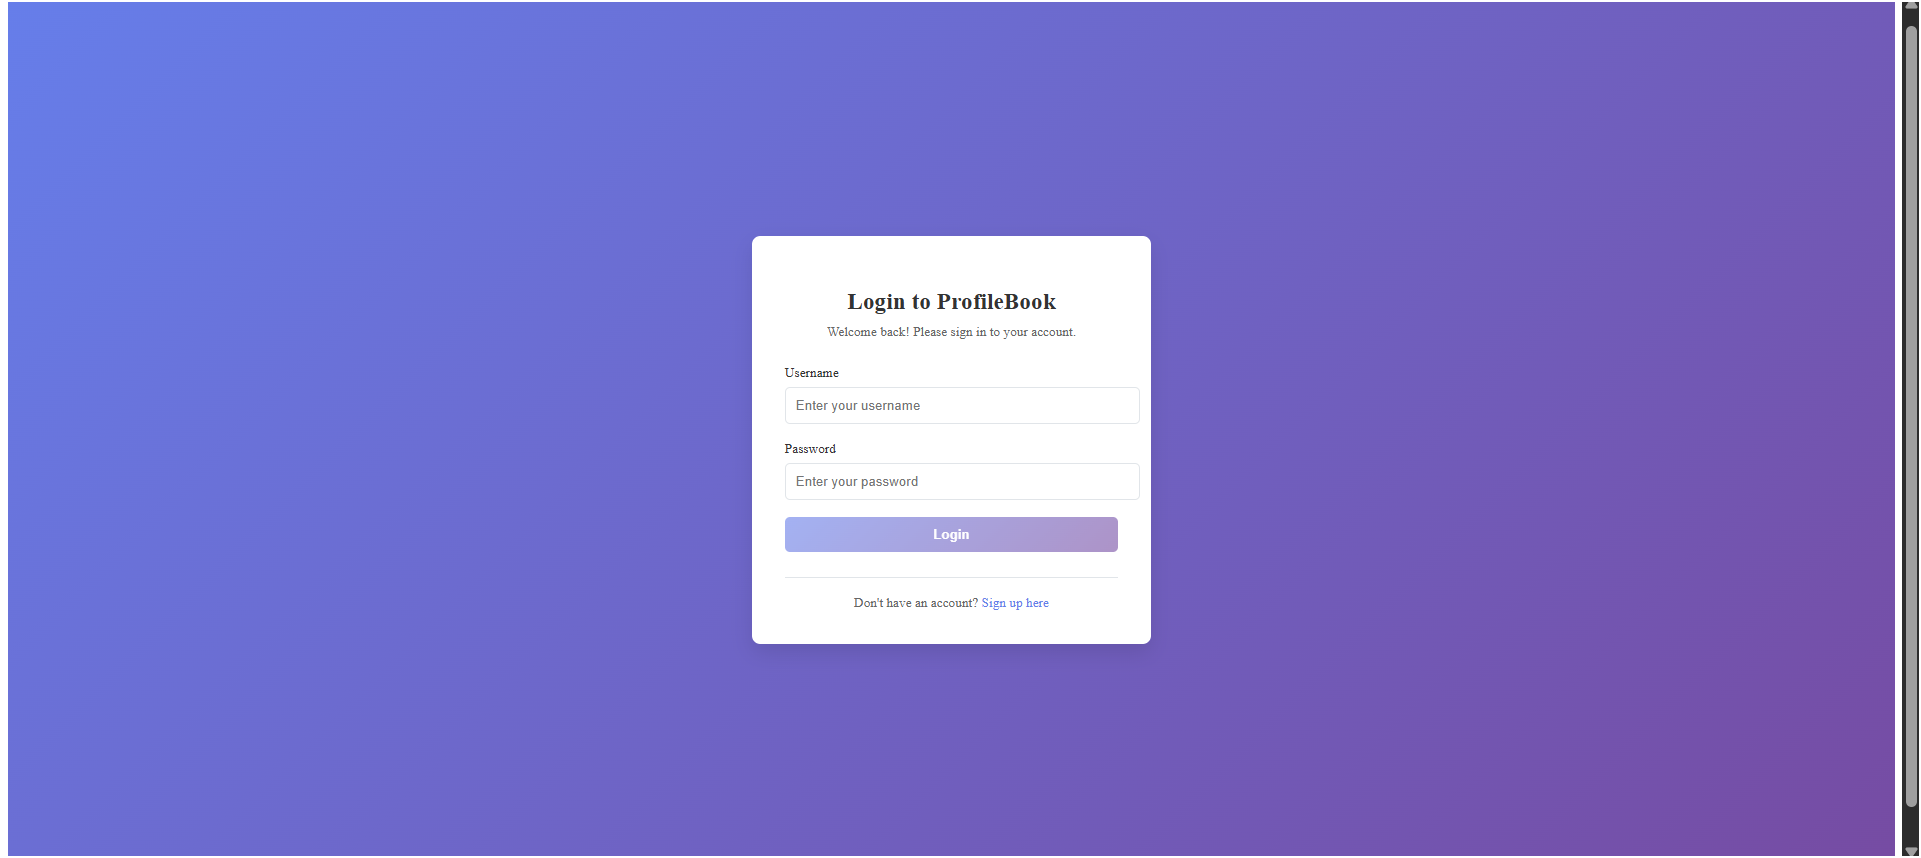 Login to ProfileBook
Welcome back! Please sign in to your account.
Username
Enter your username
Password
Enter your password
Login
Don't have an account? Sign up here